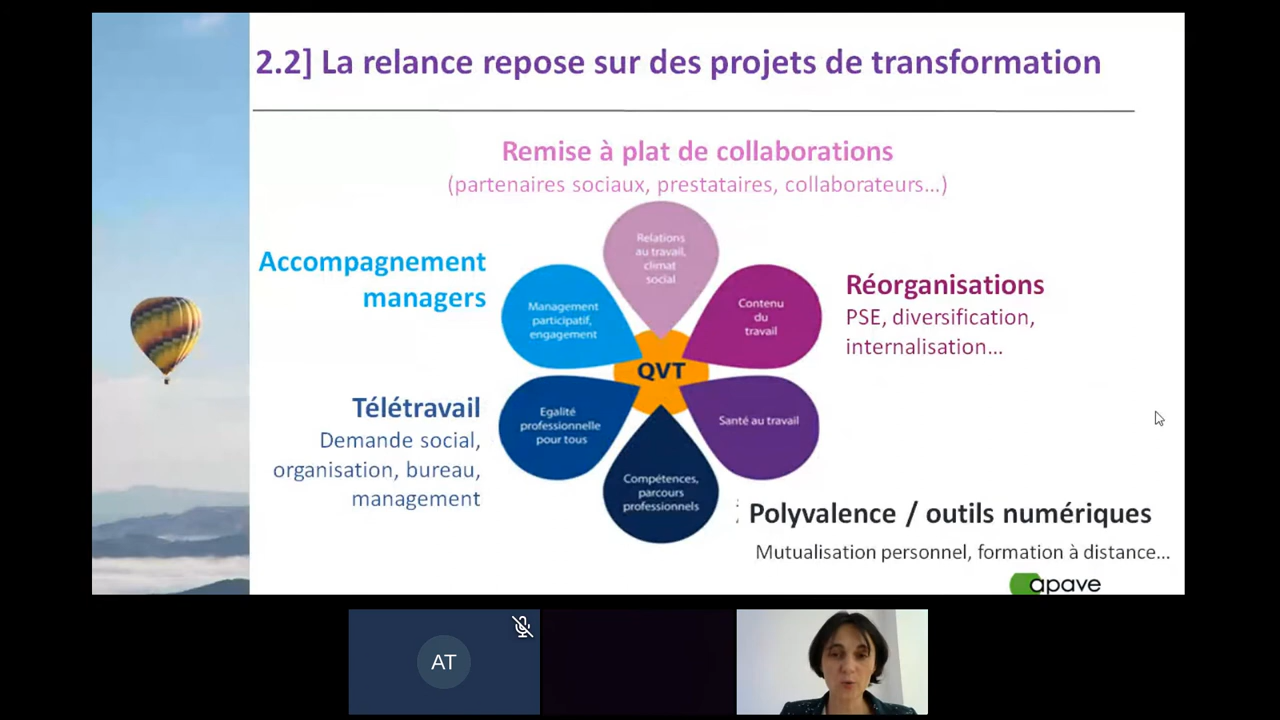 2.2] La relance repose sur des projets de transformation
Remise à plat de collaborations
(partenaires sociaux, prestataires, collaborateurs...)
Accompagnement
managers
Relations
au travail,
climat
social
Management
participatif,
engagement
Contenu
du
travail
Réorganisations
PSE, diversification,
internalisation...
QVT
Télétravail
Demande social,
organisation, bureau,
management
Egalité
professionnelle
pour tous
Santé au travail
Compétences,
parcours
professionnels
Polyvalence / outils numériques
Mutualisation personnel, formation à distance...
apave
AT